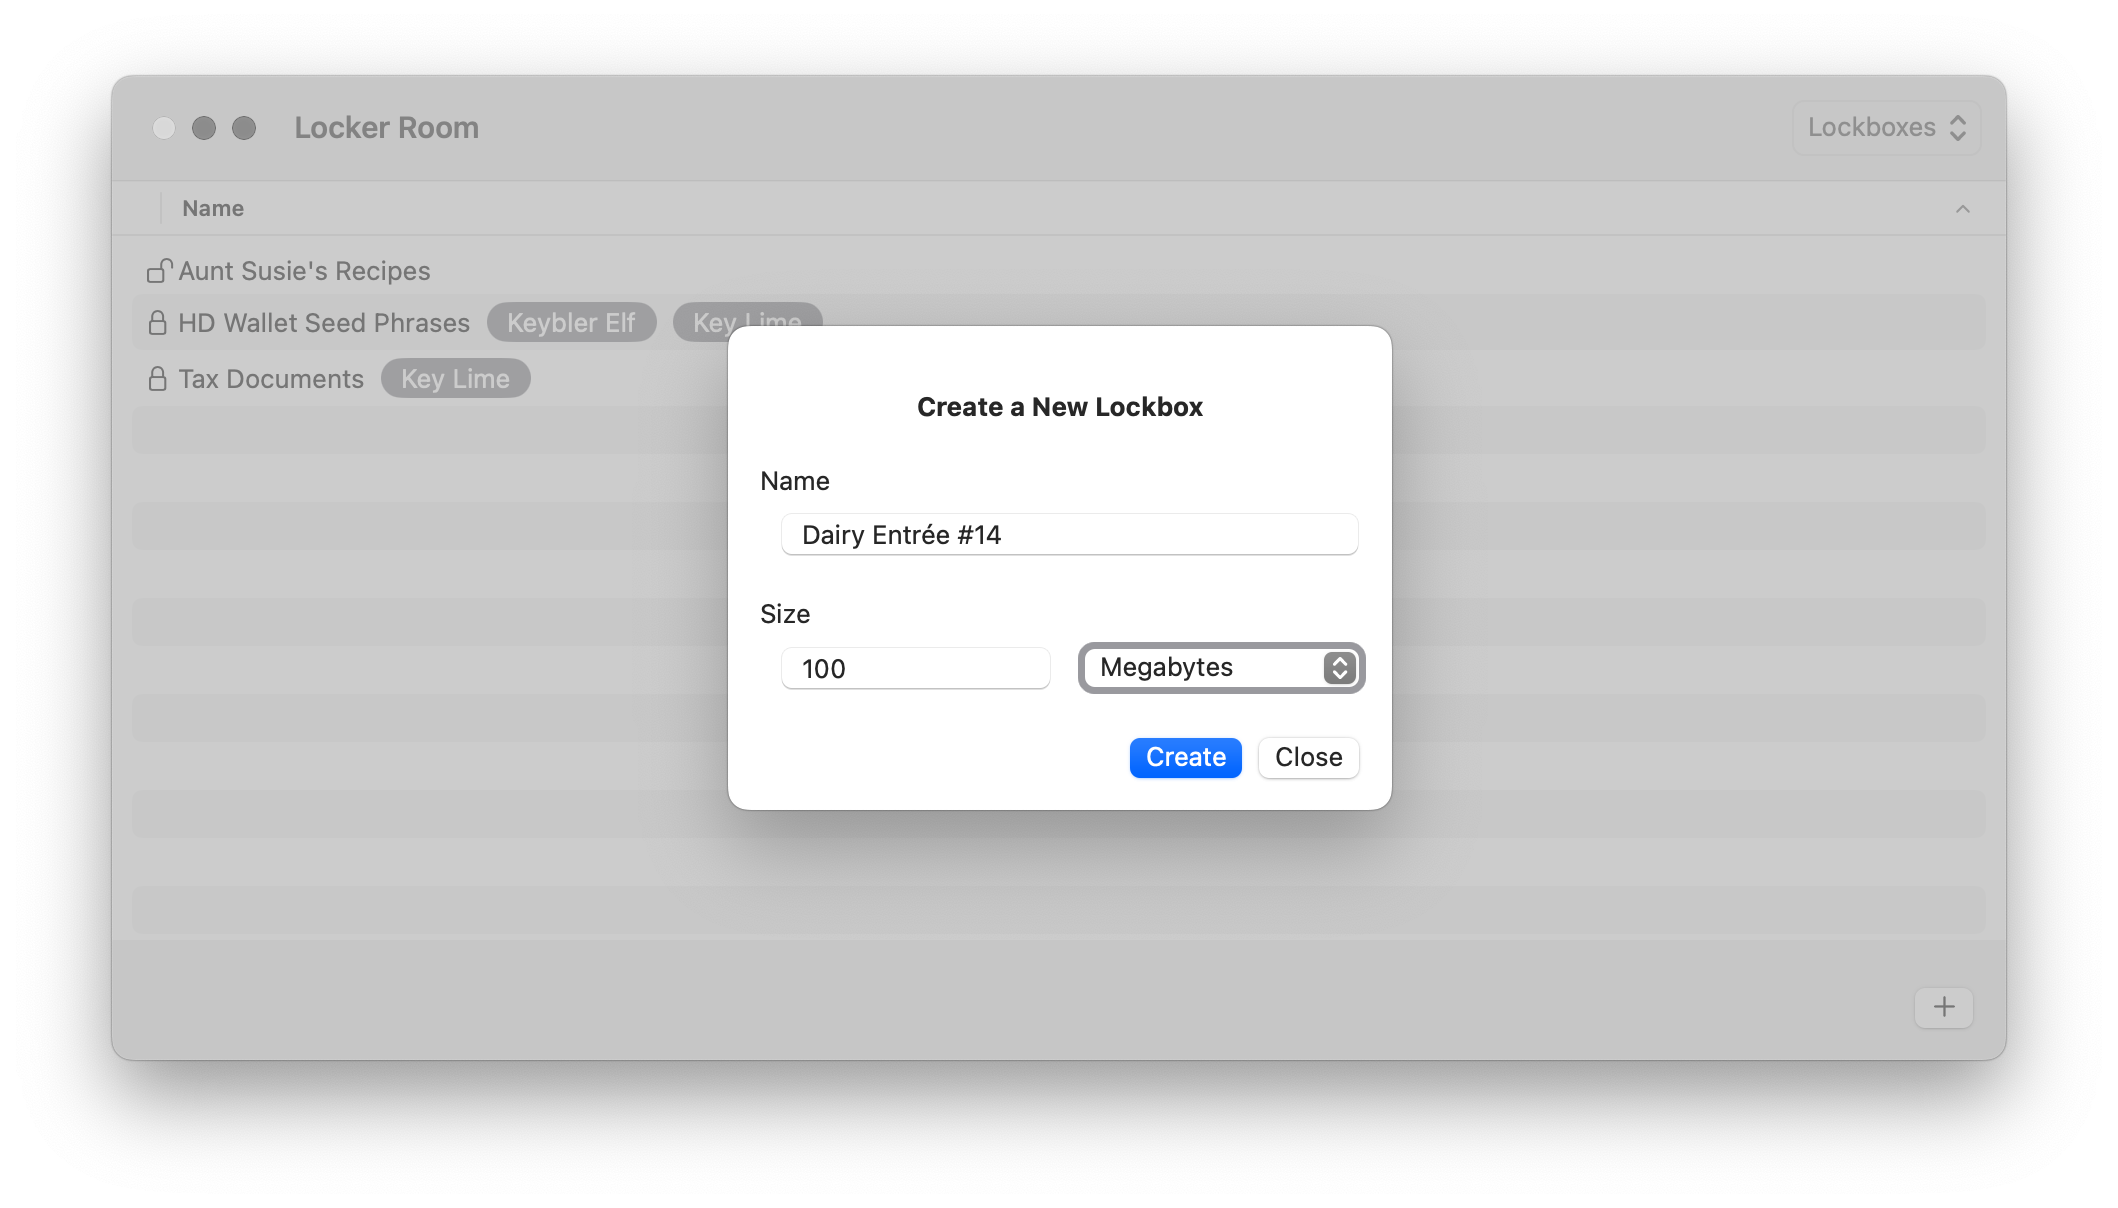 Locker Room
Lockboxes
Name
Aunt Susie's Recipes
HD Wallet Seed Phrases Keybler Elf Key Lime
Tax Documents Key Lime
Create a New Lockbox
Name
Dairy Entrée #14
Size
100 Megabytes
Create Close